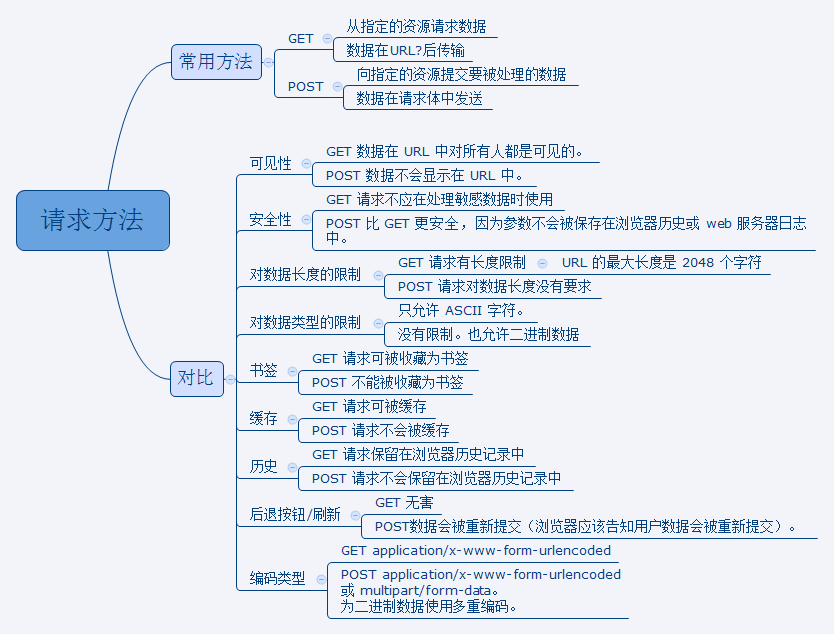 请求方法
常用方法
GET
从指定的资源请求数据
数据在URL?后传输
POST
向指定的资源提交要被处理的数据
数据在请求体中发送
对比
可见性
GET 数据在 URL 中对所有人都是可见的。
POST 数据不会显示在 URL 中。
安全性
GET 请求不应在处理敏感数据时使用
POST 比 GET 更安全，因为参数不会被保存在浏览器历史或 web 服务器日志
中。
对数据长度的限制
GET 请求有长度限制
URL 的最大长度是 2048 个字符
POST 请求对数据长度没有要求
对数据类型的限制
只允许 ASCII 字符。
没有限制。也允许二进制数据
书签
GET 请求可被收藏为书签
POST 不能被收藏为书签
缓存
GET 请求可被缓存
POST 请求不会被缓存
历史
GET 请求保留在浏览器历史记录中
POST 请求不会保留在浏览器历史记录中
后退按钮/刷新
GET 无害
POST数据会被重新提交（浏览器应该告知用户数据会被重新提交）。
编码类型
GET application/x-www-form-urlencoded
POST application/x-www-form-urlencoded
或 multipart/form-data。
为二进制数据使用多重编码。